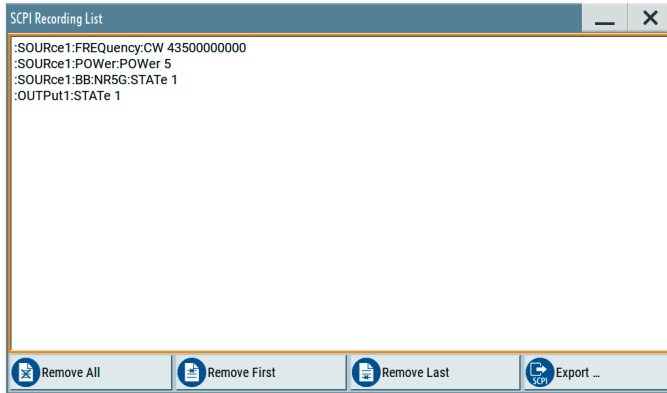 SCPI Recording List
:SOURce1:FREQuency:CW 43500000000
:SOURce1:POWer:POWer 5
:SOURce1:BB:NR5G:STATe 1
:OUTPut1:STATe 1
Remove All
Remove First
Remove Last
SCPI
Export ...